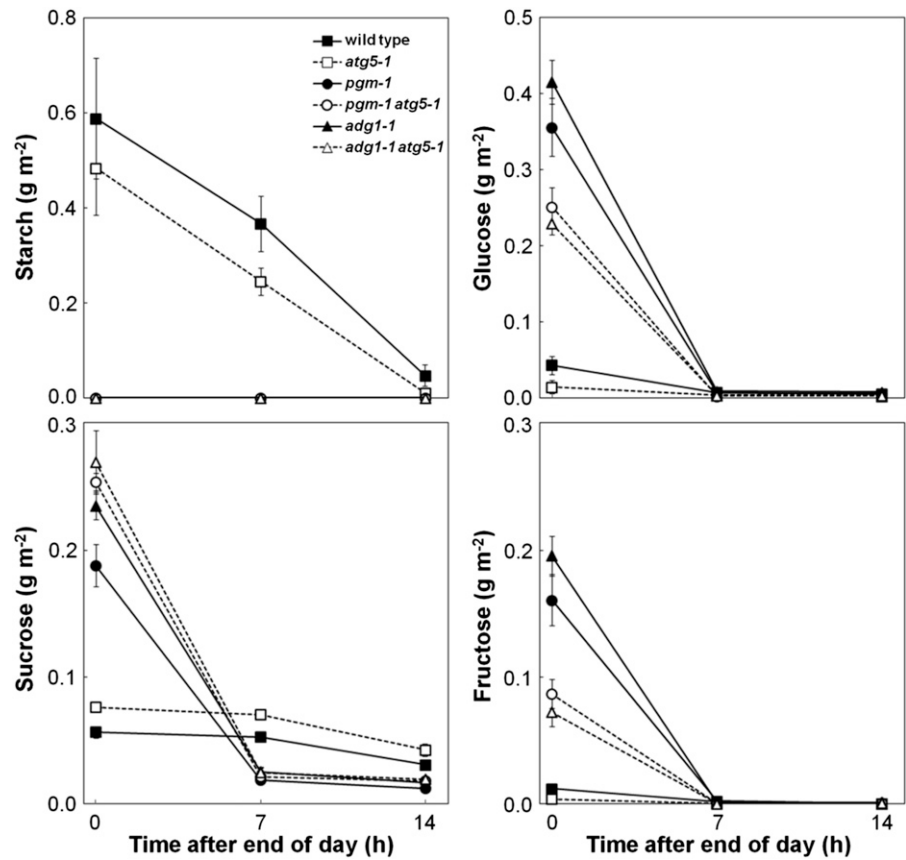 0.8
0.6
0.4
0.2
0.0
Starch (g m-2)
wild type
atg5-1
pgm-1
pgm-1 atg5-1
adg1-1
adg1-1 atg5-1
0.5
0.4
0.3
0.2
0.1
0.0
Glucose (g m-2)
0.3
0.2
0.1
0.0
Sucrose (g m-2)
0 7 14
Time after end of day (h)
0.3
0.2
0.1
0.0
Fructose (g m-2)
0 7 14
Time after end of day (h)